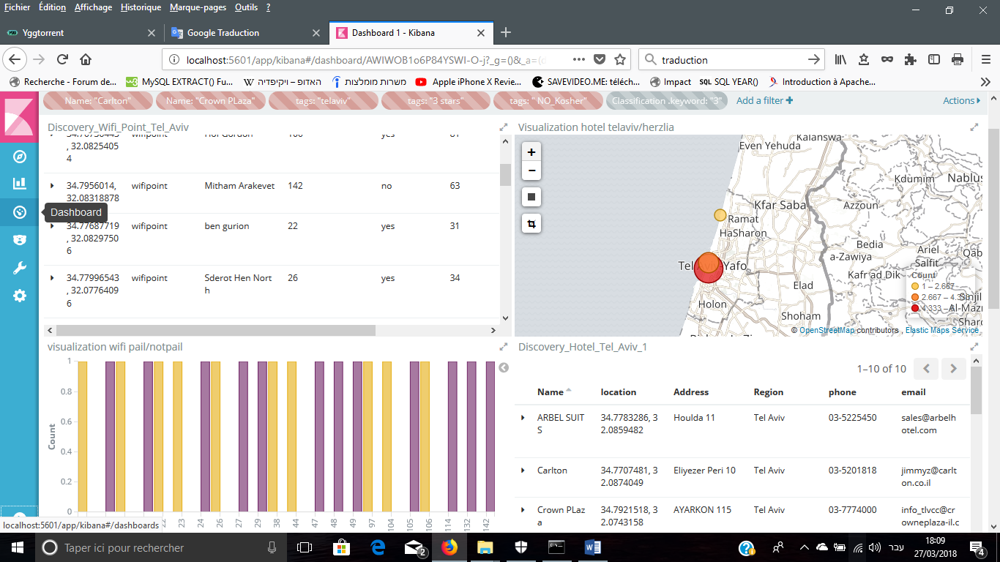 Fichier Édition Affichage Historique Marque-pages Outils ?
Yggtorrent
Google Traduction
Dashboard 1 - Kibana
localhost:5601/app/kibana#/dashboard/AWIWOB1o6P84YSWI-O-j?_g=()&_a=(d
traduction
Recherche - Forum de...
MySQL EXTRACT() Fu...
האדופ – ויקיפדיה
משרות מומלצות
Apple iPhone X Revie...
SAVEVIDEO.ME: téléch...
Impact
SQL SQL YEAR()
Introduction à Apache...
Name: "Carlton"
Name: "Crown PLaza"
tags: "telaviv"
tags: "3 stars"
tags: " NO_Kosher"
Classification .keyword: "3"
Add a filter +
Actions
Discovery_Wifi_Point_Tel_Aviv
, 32.0825405
4
34.7956014, wifipoint Mitham Arakevet 142 no 63
32.08318878
Dashboard
34.77687719 wifipoint ben gurion 22 yes 31
, 32.0829750
6
34.77996543 wifipoint Sderot Hen Nort 26 yes 34
, 32.0776409 h
6
Visualization hotel telaviv/herzlia
+
−
Kalanswa
Even Yehuda
Kdumim
Nablus
Kfar Saba
Azzoun
Ramat
HaSharon
Bedia
a-Zawiya
Ariel
Salfit
Qab
Tel Aviv-Yafo
Kafr ad Dik
Elad
Holon
Shoham
Sinjil
Al-Maz
Count
1 – 2.667
2.667 – 4.333
© OpenStreetMap contributors , Elastic Maps Service
visualization wifi pail/notpail
Count
1
0.8
0.6
0.4
0.2
0
22 23 24 26 27 29 38 44 47 48 49 97 104 105 106 114 132 142
Discovery_Hotel_Tel_Aviv_1
1–10 of 10
Name location Address Region phone email
ARBEL SUIT 34.7783286, 3 Houlda 11 Tel Aviv 03-5225450 sales@arbelh
S 2.0859482 otel.com
Carlton 34.7707481, 3 Eliyezer Peri 10 Tel Aviv 03-5201818 jimmyz@carlt
2.0874049 on.co.il
Crown PLaz 34.7921518, 3 AYARKON 115 Tel Aviv 03-7774000 info_tlvcc@cr
a 2.0743158 owneplaza-il.c
localhost:5601/app/kibana#/dashboards
Taper ici pour rechercher
2
עבר
18:09
27/03/2018
4